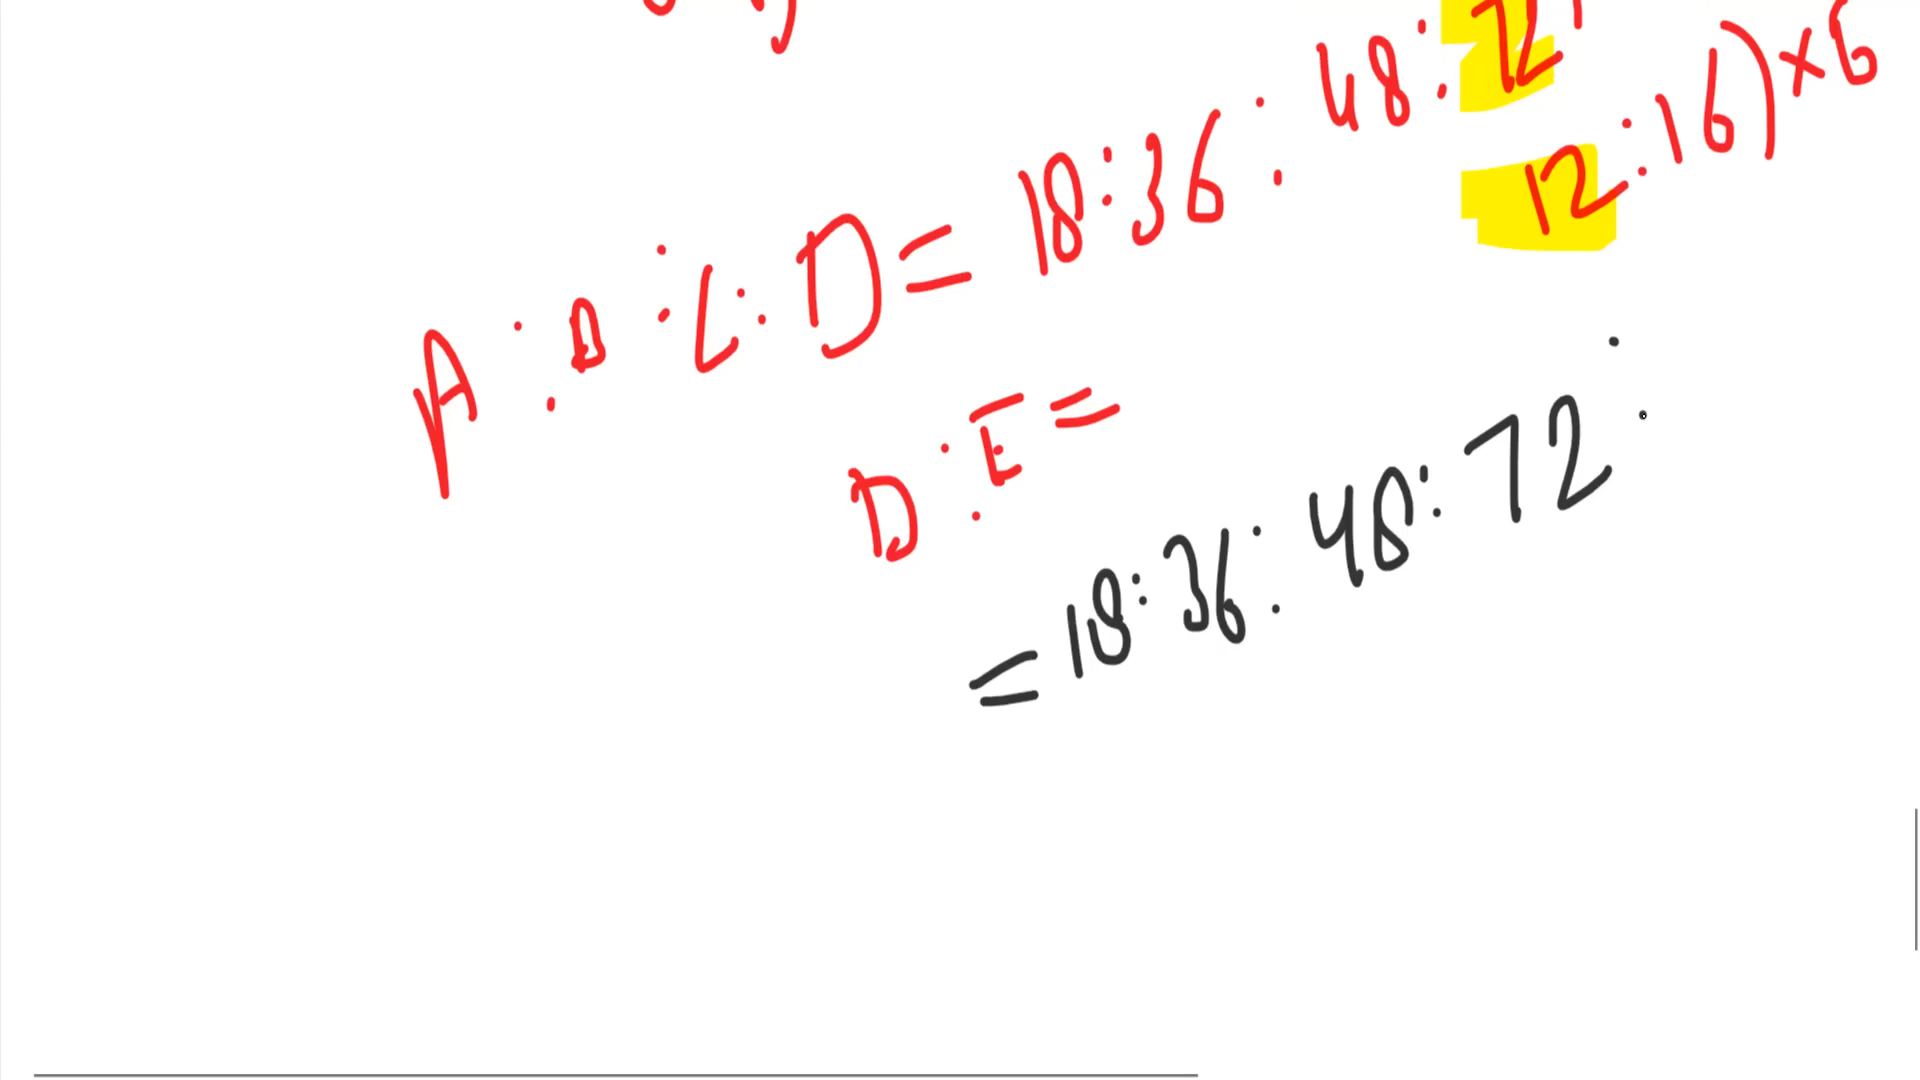 A : B : C : D = 18 : 36 : 48 : 72
D : E = 12 : 16) × 6
= 18 : 36 : 48 : 72 :